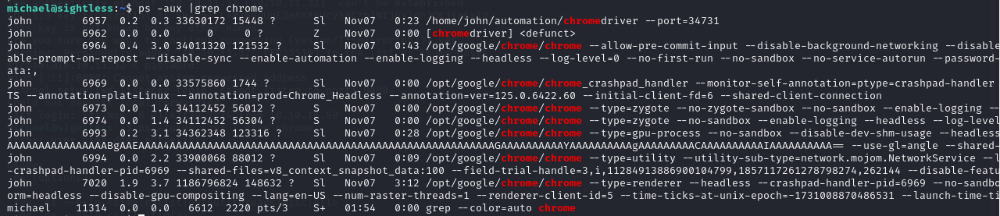 michael@sightless:~$ ps -aux |grep chrome
john 6957 0.2 0.3 33630172 15448 ? Sl Nov07 0:23 /home/john/automation/chromedriver --port=34731
john 6962 0.0 0.0 0 0 ? Z Nov07 0:00 [chromedriver] <defunct>
john 6964 0.4 3.0 34011320 121532 ? Sl Nov07 0:43 /opt/google/chrome/chrome --allow-pre-commit-input --disable-background-networking --disable
able-prompt-on-repost --disable-sync --enable-automation --enable-logging --headless --log-level=0 --no-first-run --no-sandbox --no-service-autorun --password-
ata:,
john 6969 0.0 0.0 33575860 1744 ? Sl Nov07 0:00 /opt/google/chrome/chrome_crashpad_handler --monitor-self-annotation=ptype=crashpad-handler
TS --annotation=plat=Linux --annotation=prod=Chrome_Headless --annotation=ver=125.0.6422.60 --initial-client-fd=6 --shared-client-connection
john 6973 0.0 1.4 34112452 56012 ? S Nov07 0:00 /opt/google/chrome/chrome --type=zygote --no-zygote-sandbox --no-sandbox --enable-logging --
john 6974 0.0 1.4 34112452 56304 ? S Nov07 0:00 /opt/google/chrome/chrome --type=zygote --no-sandbox --enable-logging --headless --log-level
john 6993 0.2 3.1 34362348 123316 ? Sl Nov07 0:28 /opt/google/chrome/chrome --type=gpu-process --no-sandbox --disable-dev-shm-usage --headless
--use-gl=angle --shared-
john 6994 0.0 2.2 33900068 88012 ? Sl Nov07 0:09 /opt/google/chrome/chrome --type=utility --utility-sub-type=network.mojom.NetworkService --l
-crashpad-handler-pid=6969 --shared-files=v8_context_snapshot_data:100 --field-trial-handle=3,i,11284913886900104799,1857117261278798274,262144 --disable-featu
john 7020 1.9 3.7 1186796824 148632 ? Sl Nov07 3:12 /opt/google/chrome/chrome --type=renderer --headless --crashpad-handler-pid=6969 --no-sandbo
orm=headless --disable-gpu-compositing --lang=en-US --num-raster-threads=1 --renderer-client-id=5 --time-ticks-at-unix-epoch=-1731008870486531 --launch-time-ti
michael 11314 0.0 0.0 6612 2220 pts/3 S+ 01:54 0:00 grep --color=auto chrome